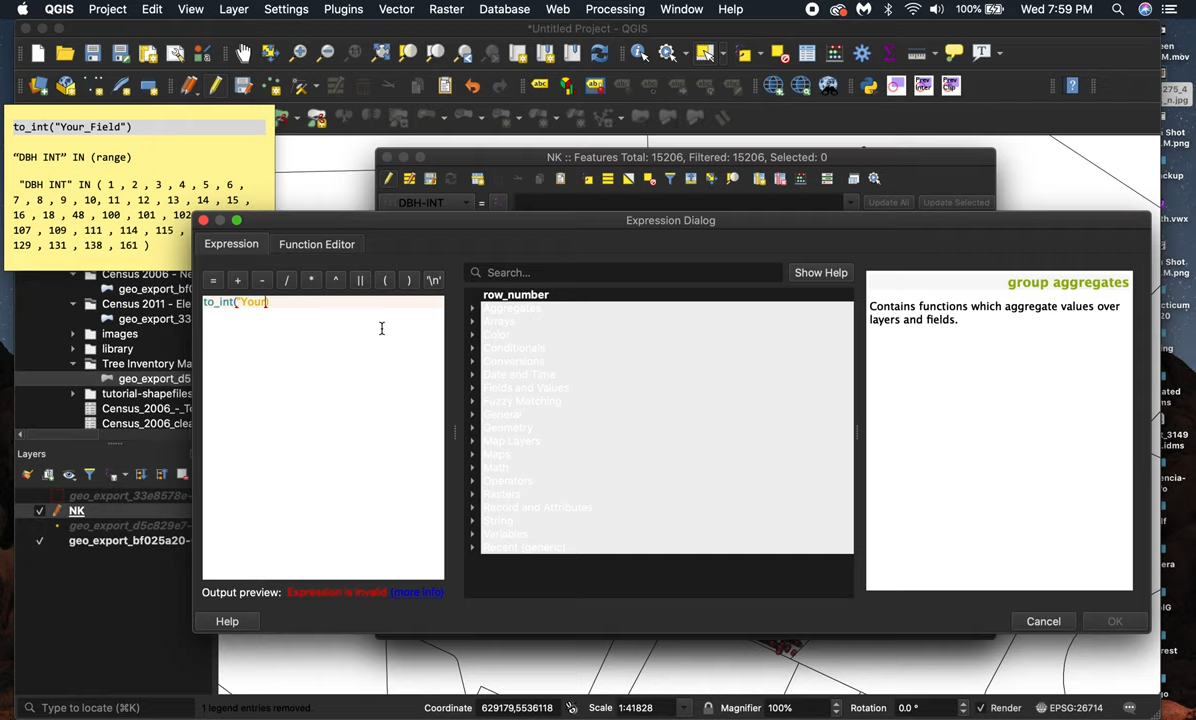 QGIS Project Edit View Layer Settings Plugins Vector Raster Database Web Processing Window Help 100% Wed 7:59 PM
*Untitled Project - QGIS
to_int("Your_Field")
“DBH INT” IN (range)
"DBH INT" IN ( 1 , 2 , 3 , 4 , 5 , 6 ,
7 , 8 , 9 , 10, 11 , 12 , 13 , 14 , 15 ,
16 , 18 , 48 , 100 , 101 , 102
107 , 109 , 111 , 114 , 115 ,
129 , 131 , 138 , 161 )
NK :: Features Total: 15206, Filtered: 15206, Selected: 0
DBH-INT = Update All Update Selected
Expression Dialog
Expression Function Editor
= + - / * ^ || ( ) '\n'
Search... Show Help
to_int("Your)
row_number
Aggregates
Arrays
Color
Conditionals
Conversions
Date and Time
Fields and Values
Fuzzy Matching
General
Geometry
Map Layers
Maps
Math
Operators
Rasters
Record and Attributes
String
Variables
Recent (generic)
group aggregates
Contains functions which aggregate values over
layers and fields.
Output preview: Expression is invalid (more info)
Help Cancel OK
Census 2006 - Ne
geo_export_bf0
Census 2011 - Ele
geo_export_33
images
library
Tree Inventory Ma
geo_export_d5
tutorial-shapefiles
Census_2006_-_To
Census_2006_clea
Layers
geo_export_33e8578e-
NK
geo_export_d5c829e7-
geo_export_bf025a20-
Type to locate (⌘K) 1 legend entries removed. Coordinate 629179,5536118 Scale 1:41828 Magnifier 100% Rotation 0.0 ° Render EPSG:26714